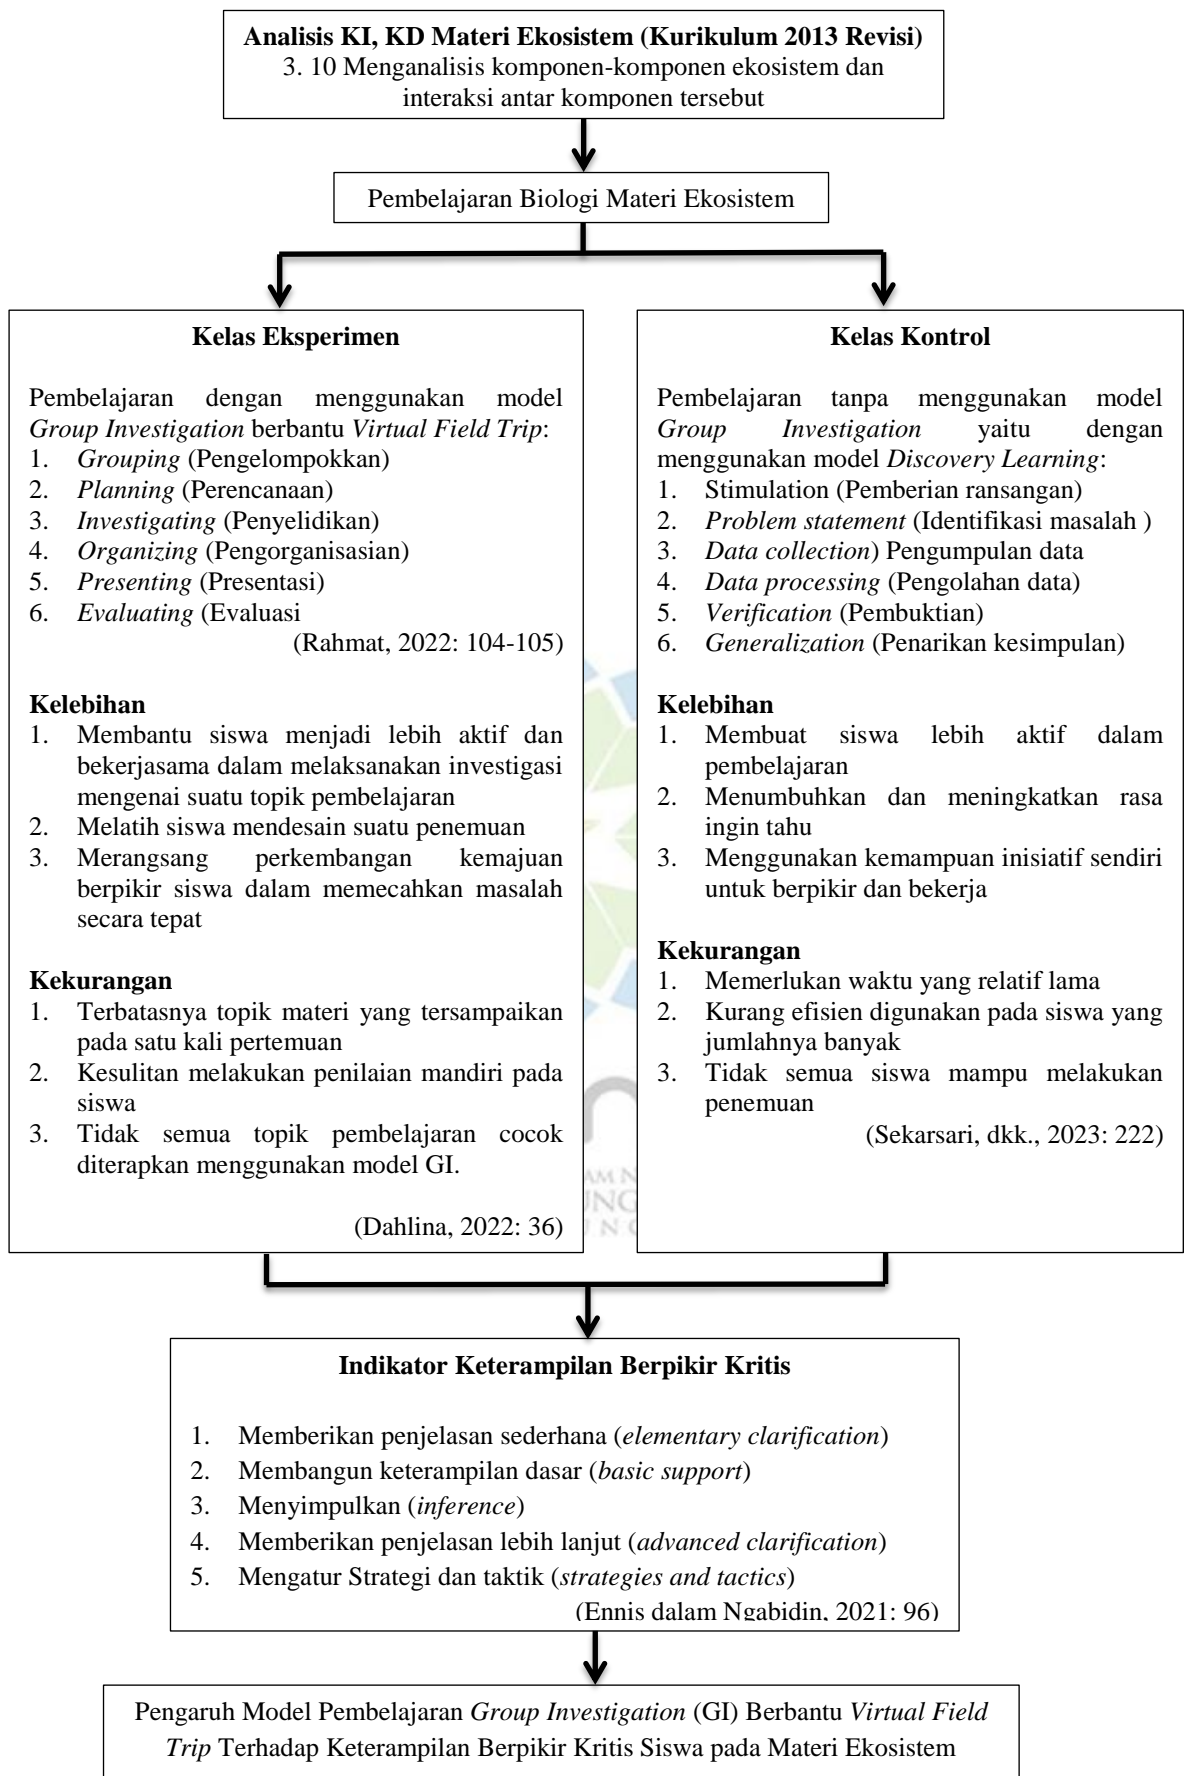 Analisis KI, KD Materi Ekosistem (Kurikulum 2013 Revisi)
3. 10 Menganalisis komponen-komponen ekosistem dan
interaksi antar komponen tersebut
Pembelajaran Biologi Materi Ekosistem
Kelas Eksperimen
Pembelajaran dengan menggunakan model
Group Investigation berbantu Virtual Field Trip:
1. Grouping (Pengelompokkan)
2. Planning (Perencanaan)
3. Investigating (Penyelidikan)
4. Organizing (Pengorganisasian)
5. Presenting (Presentasi)
6. Evaluating (Evaluasi
(Rahmat, 2022: 104-105)
Kelebihan
1. Membantu siswa menjadi lebih aktif dan
bekerjasama dalam melaksanakan investigasi
mengenai suatu topik pembelajaran
2. Melatih siswa mendesain suatu penemuan
3. Merangsang perkembangan kemajuan
berpikir siswa dalam memecahkan masalah
secara tepat
Kekurangan
1. Terbatasnya topik materi yang tersampaikan
pada satu kali pertemuan
2. Kesulitan melakukan penilaian mandiri pada
siswa
3. Tidak semua topik pembelajaran cocok
diterapkan menggunakan model GI.
(Dahlina, 2022: 36)
Kelas Kontrol
Pembelajaran tanpa menggunakan model
Group Investigation yaitu dengan
menggunakan model Discovery Learning:
1. Stimulation (Pemberian ransangan)
2. Problem statement (Identifikasi masalah )
3. Data collection) Pengumpulan data
4. Data processing (Pengolahan data)
5. Verification (Pembuktian)
6. Generalization (Penarikan kesimpulan)
Kelebihan
1. Membuat siswa lebih aktif dalam
pembelajaran
2. Menumbuhkan dan meningkatkan rasa
ingin tahu
3. Menggunakan kemampuan inisiatif sendiri
untuk berpikir dan bekerja
Kekurangan
1. Memerlukan waktu yang relatif lama
2. Kurang efisien digunakan pada siswa yang
jumlahnya banyak
3. Tidak semua siswa mampu melakukan
penemuan
(Sekarsari, dkk., 2023: 222)
Indikator Keterampilan Berpikir Kritis
1. Memberikan penjelasan sederhana (elementary clarification)
2. Membangun keterampilan dasar (basic support)
3. Menyimpulkan (inference)
4. Memberikan penjelasan lebih lanjut (advanced clarification)
5. Mengatur Strategi dan taktik (strategies and tactics)
(Ennis dalam Ngabidin, 2021: 96)
Pengaruh Model Pembelajaran Group Investigation (GI) Berbantu Virtual Field
Trip Terhadap Keterampilan Berpikir Kritis Siswa pada Materi Ekosistem